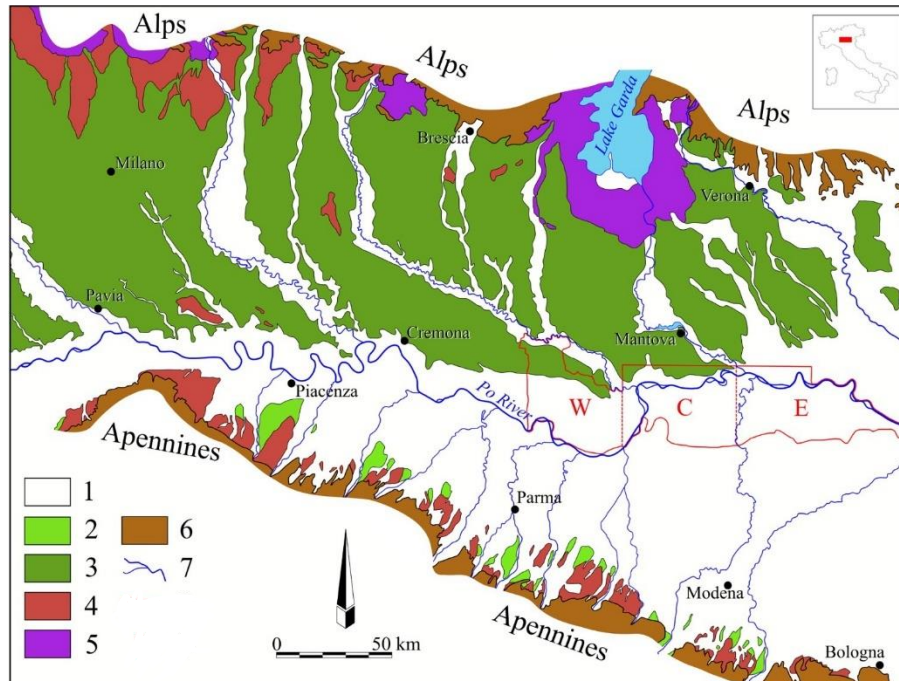 Alps
Alps
Alps
Lake Garda
Brescia
Milano
Verona
Pavia
Cremona
Mantova
Piacenza
Po River
W
C
E
Apennines
Parma
Apennines
Modena
Bologna
1
2
3
4
5
6
7
0 50 km